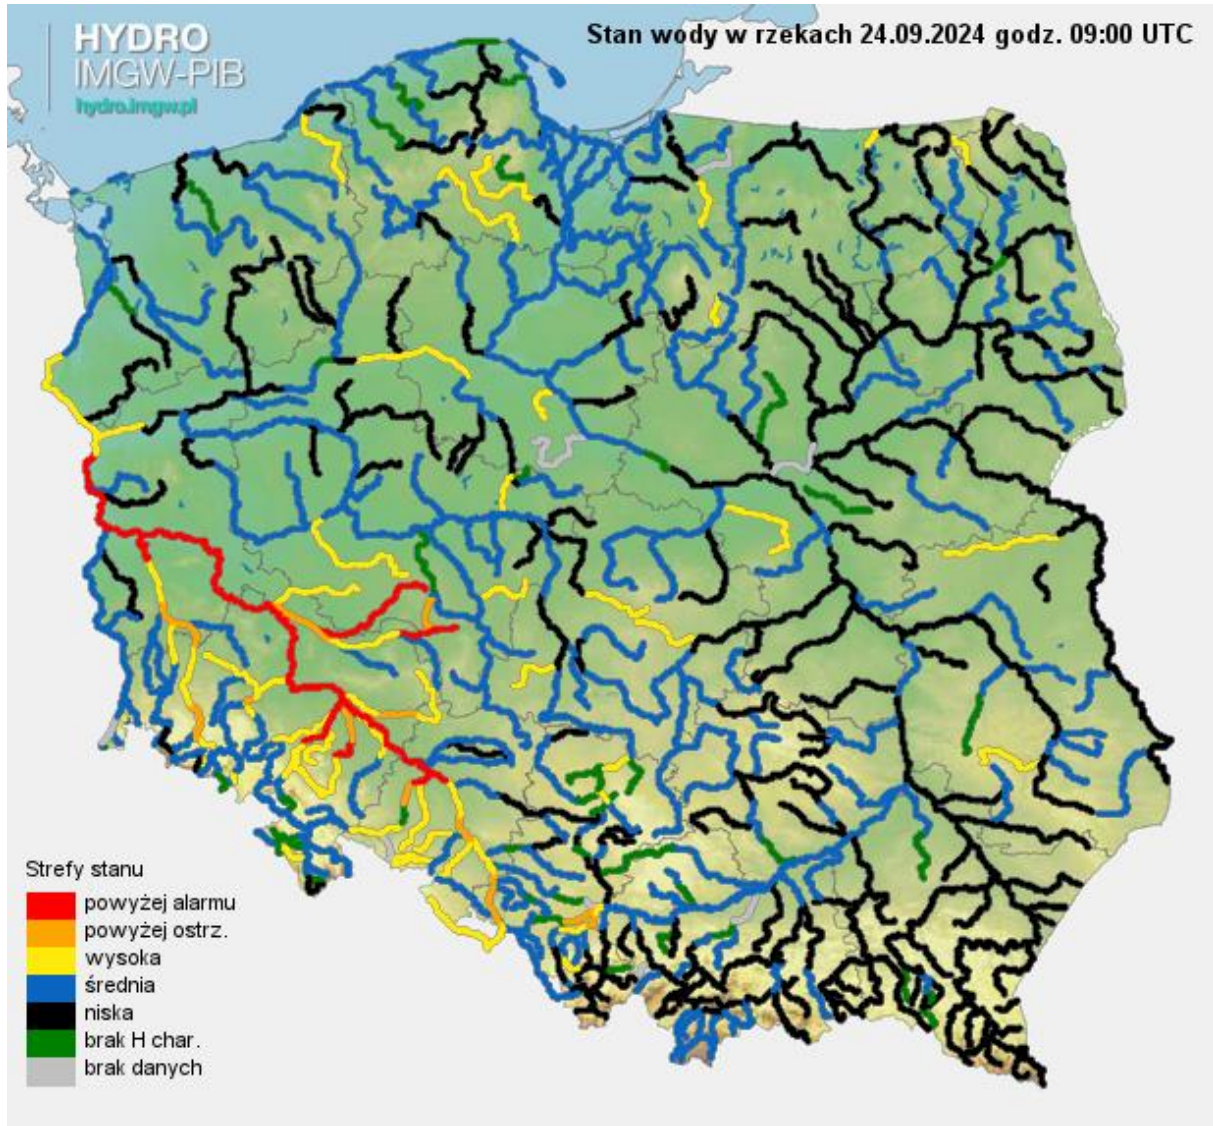 HYDRO
IMGW-PIB
hydro.imgw.pl
Stan wody w rzekach 24.09.2024 godz. 09:00 UTC
Strefy stanu
powyżej alarmu
powyżej ostrz.
wysoka
średnia
niska
brak H char.
brak danych